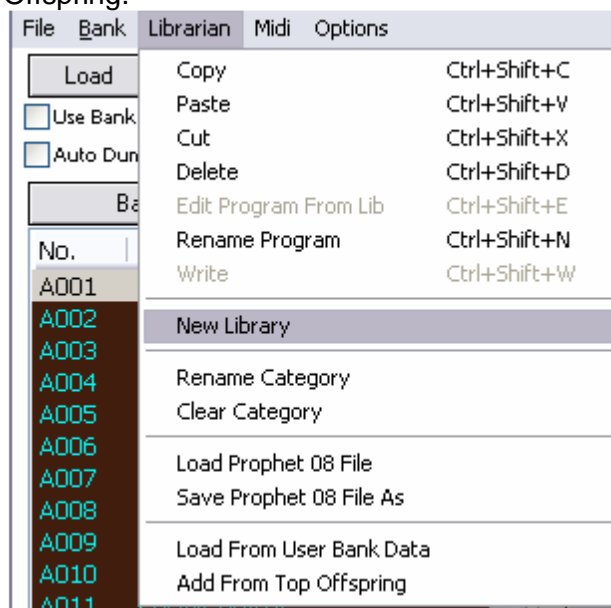 Offspring.
File Bank Librarian Midi Options
Load Copy Ctrl+Shift+C
Use Bank Paste Ctrl+Shift+V
Cut Ctrl+Shift+X
Auto Dun Delete Ctrl+Shift+D
Ba Edit Program From Lib Ctrl+Shift+E
No. Rename Program Ctrl+Shift+N
A001 Write Ctrl+Shift+W
A002 New Library
A003
A004 Rename Category
A005 Clear Category
A006
A007 Load Prophet 08 File
A008 Save Prophet 08 File As
A009 Load From User Bank Data
A010 Add From Top Offspring
A011